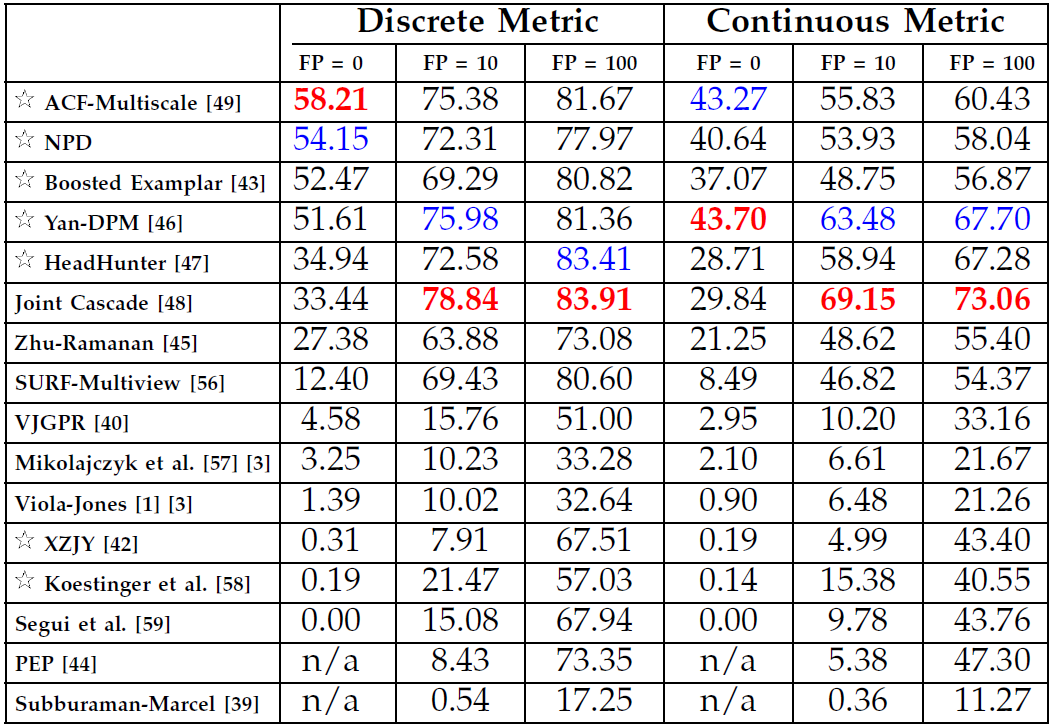 Discrete Metric Continuous Metric
FP = 0 FP = 10 FP = 100 FP = 0 FP = 10 FP = 100
☆ ACF-Multiscale [49] 58.21 75.38 81.67 43.27 55.83 60.43
☆ NPD 54.15 72.31 77.97 40.64 53.93 58.04
☆ Boosted Examplar [43] 52.47 69.29 80.82 37.07 48.75 56.87
☆ Yan-DPM [46] 51.61 75.98 81.36 43.70 63.48 67.70
☆ HeadHunter [47] 34.94 72.58 83.41 28.71 58.94 67.28
Joint Cascade [48] 33.44 78.84 83.91 29.84 69.15 73.06
Zhu-Ramanan [45] 27.38 63.88 73.08 21.25 48.62 55.40
SURF-Multiview [56] 12.40 69.43 80.60 8.49 46.82 54.37
VJGPR [40] 4.58 15.76 51.00 2.95 10.20 33.16
Mikolajczyk et al. [57] [3] 3.25 10.23 33.28 2.10 6.61 21.67
Viola-Jones [1] [3] 1.39 10.02 32.64 0.90 6.48 21.26
☆ XZJY [42] 0.31 7.91 67.51 0.19 4.99 43.40
☆ Koestinger et al. [58] 0.19 21.47 57.03 0.14 15.38 40.55
Segui et al. [59] 0.00 15.08 67.94 0.00 9.78 43.76
PEP [44] n/a 8.43 73.35 n/a 5.38 47.30
Subburaman-Marcel [39] n/a 0.54 17.25 n/a 0.36 11.27